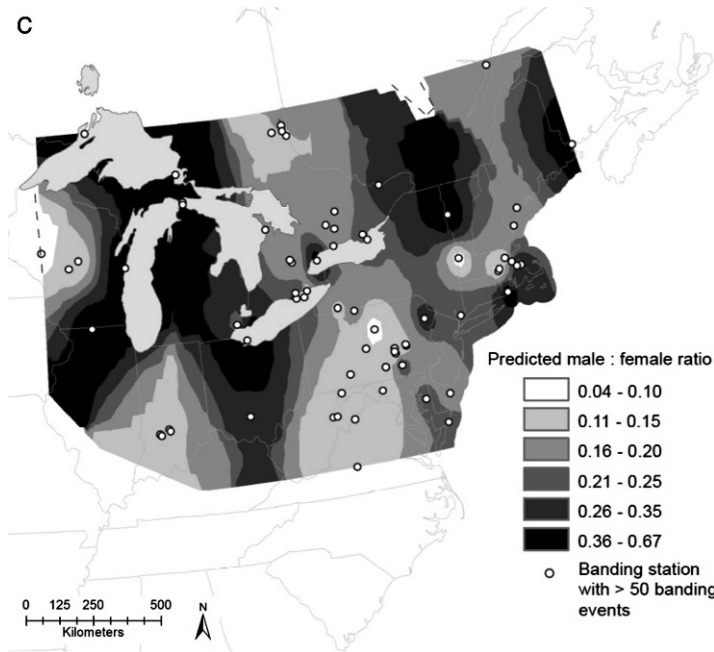 C
Predicted male : female ratio
0.04 - 0.10
0.11 - 0.15
0.16 - 0.20
0.21 - 0.25
0.26 - 0.35
0.36 - 0.67
Banding station
with > 50 banding
events
0 125 250 500
Kilometers
N